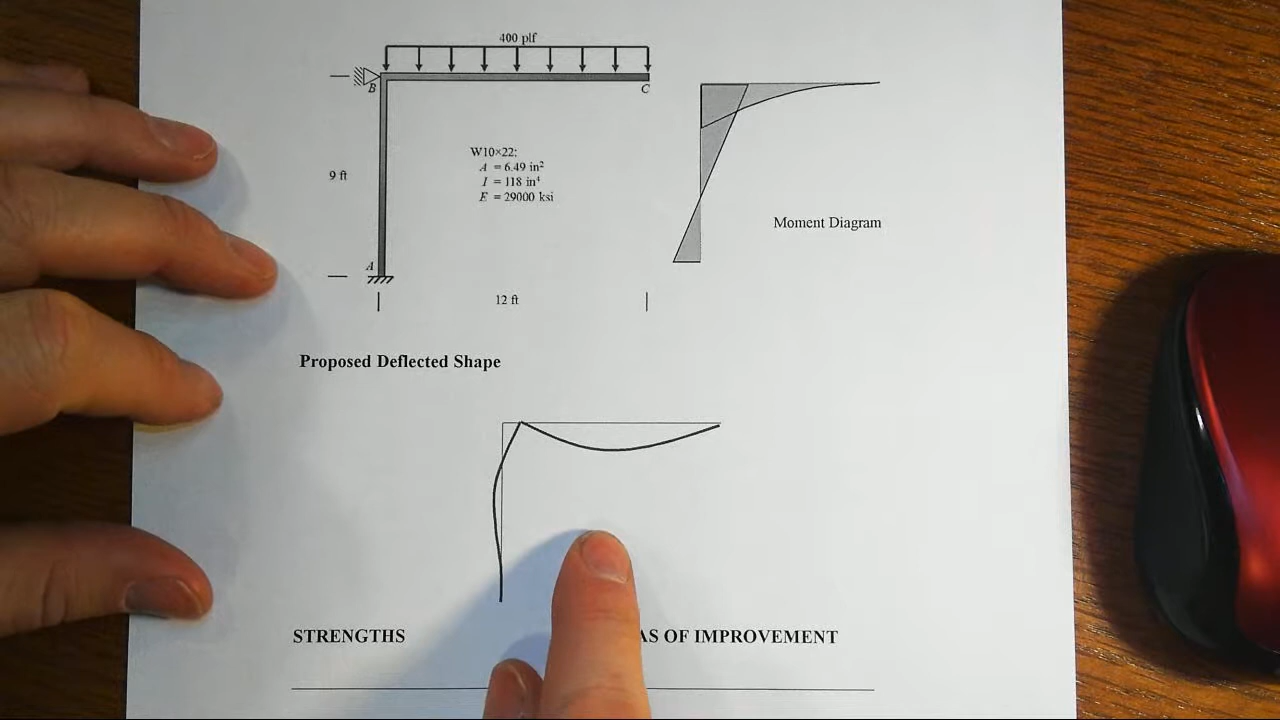 400 plf
B
C
W10×22:
A = 6.49 in²
I = 118 in⁴
E = 29000 ksi
9 ft
Moment Diagram
A
12 ft
Proposed Deflected Shape
STRENGTHS
AS OF IMPROVEMENT